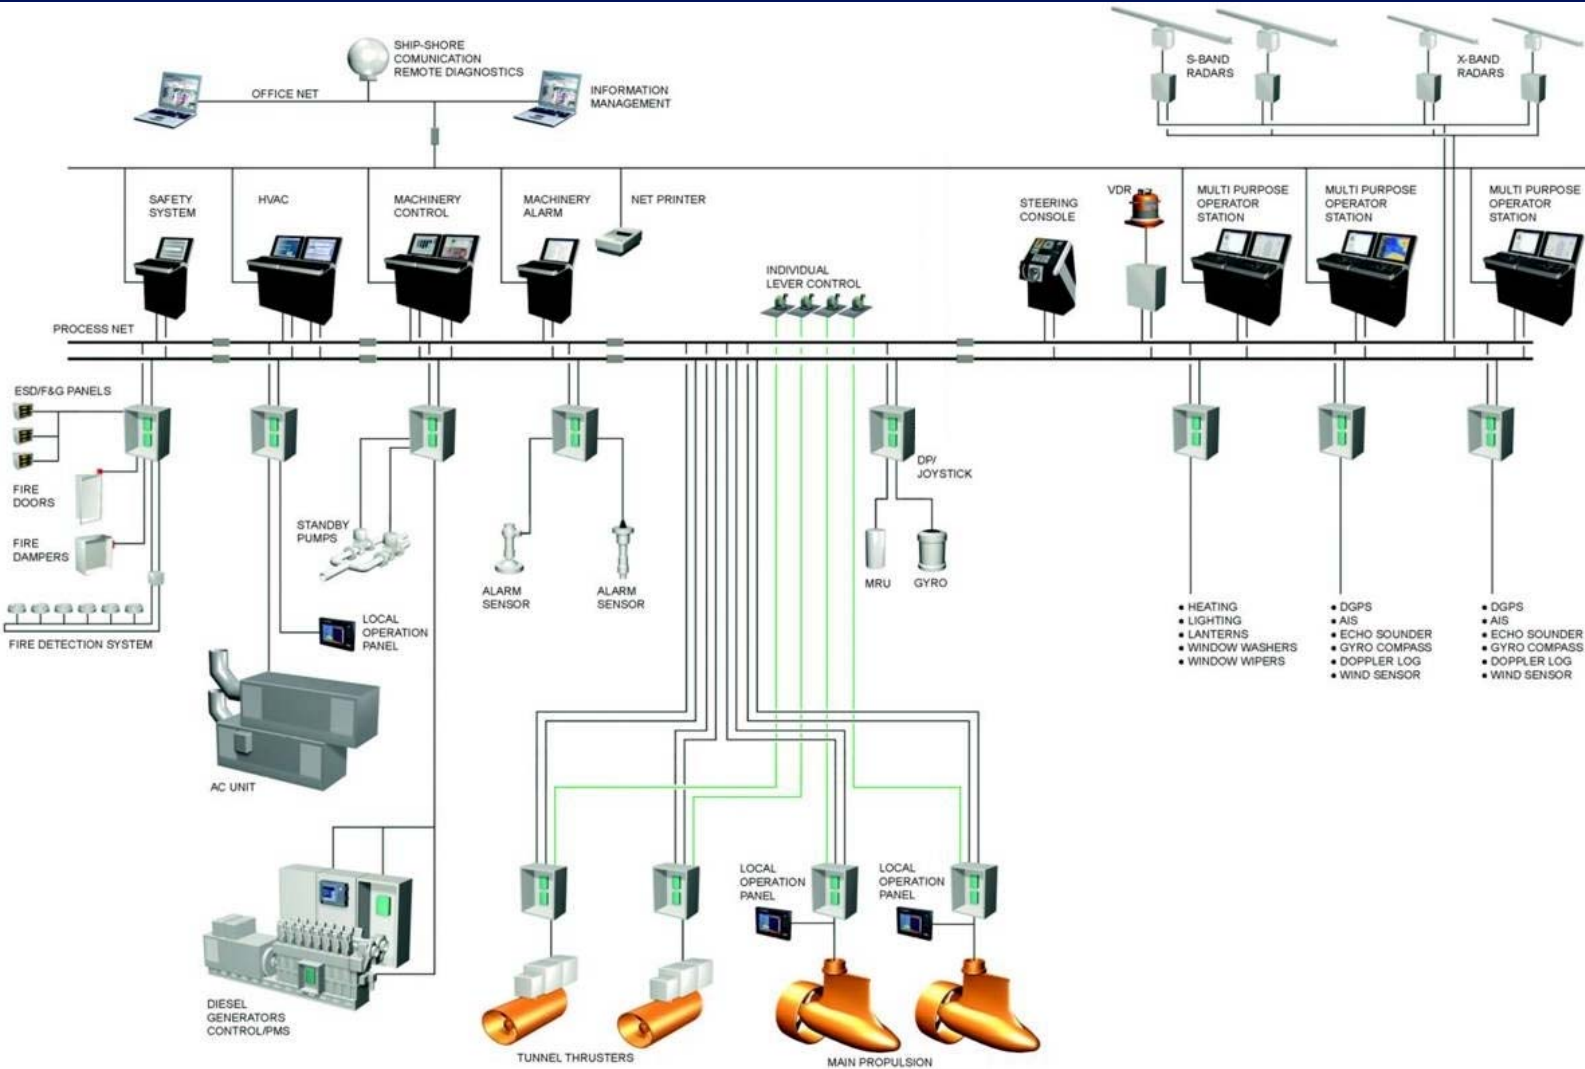 SHIP-SHORE
COMUNICATION
REMOTE DIAGNOSTICS
OFFICE NET
INFORMATION
MANAGEMENT
S-BAND
RADARS
X-BAND
RADARS
SAFETY
SYSTEM
HVAC
MACHINERY
CONTROL
MACHINERY
ALARM
NET PRINTER
STEERING
CONSOLE
VDR
MULTI PURPOSE
OPERATOR
STATION
MULTI PURPOSE
OPERATOR
STATION
MULTI PURPOSE
OPERATOR
STATION
INDIVIDUAL
LEVER CONTROL
PROCESS NET
ESD/F&G PANELS
FIRE
DOORS
FIRE
DAMPERS
FIRE DETECTION SYSTEM
STANDBY
PUMPS
LOCAL
OPERATION
PANEL
AC UNIT
ALARM
SENSOR
ALARM
SENSOR
DP/
JOYSTICK
MRU
GYRO
• HEATING
• LIGHTING
• LANTERNS
• WINDOW WASHERS
• WINDOW WIPERS
• DGPS
• AIS
• ECHO SOUNDER
• GYRO COMPASS
• DOPPLER LOG
• WIND SENSOR
• DGPS
• AIS
• ECHO SOUNDER
• GYRO COMPASS
• DOPPLER LOG
• WIND SENSOR
DIESEL
GENERATORS
CONTROL/PMS
LOCAL
OPERATION
PANEL
LOCAL
OPERATION
PANEL
TUNNEL THRUSTERS
MAIN PROPULSION